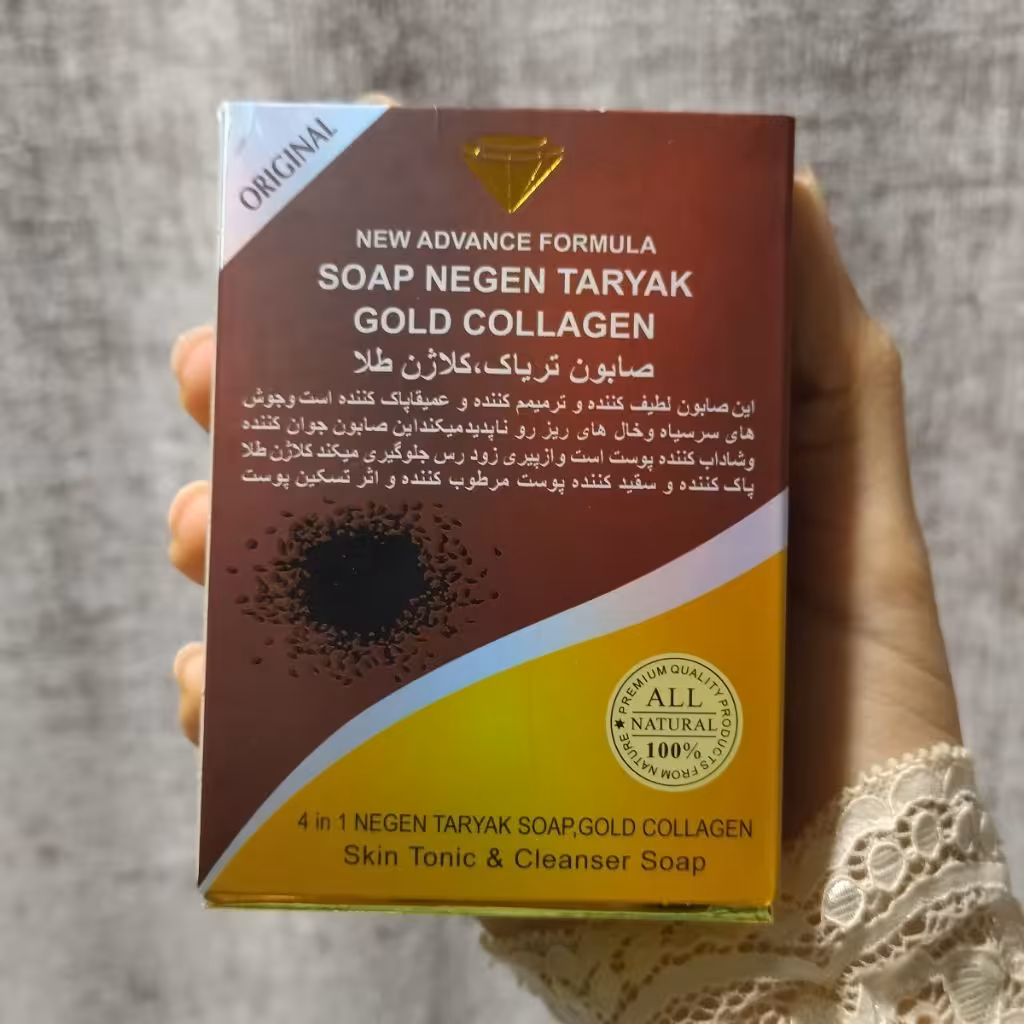 ORIGINAL
NEW ADVANCE FORMULA
SOAP NEGEN TARYAK
GOLD COLLAGEN
صابون تریاک،کلاژن طلا
این صابون لطیف کننده و ترمیم کننده و عمیقاپاک کننده است وجوش
های سرسیاه وخال های ریز رو ناپدیدمیکنداین صابون جوان کننده
وشاداب کننده پوست است وازپیری زود رس جلوگیری میکند کلاژن طلا
پاک کننده و سفید کننده پوست مرطوب کننده و اثر تسکین پوست
PREMIUM QUALITY PRODUCTS FROM NATURE
ALL
NATURAL
100%
4 in 1 NEGEN TARYAK SOAP,GOLD COLLAGEN
Skin Tonic & Cleanser Soap